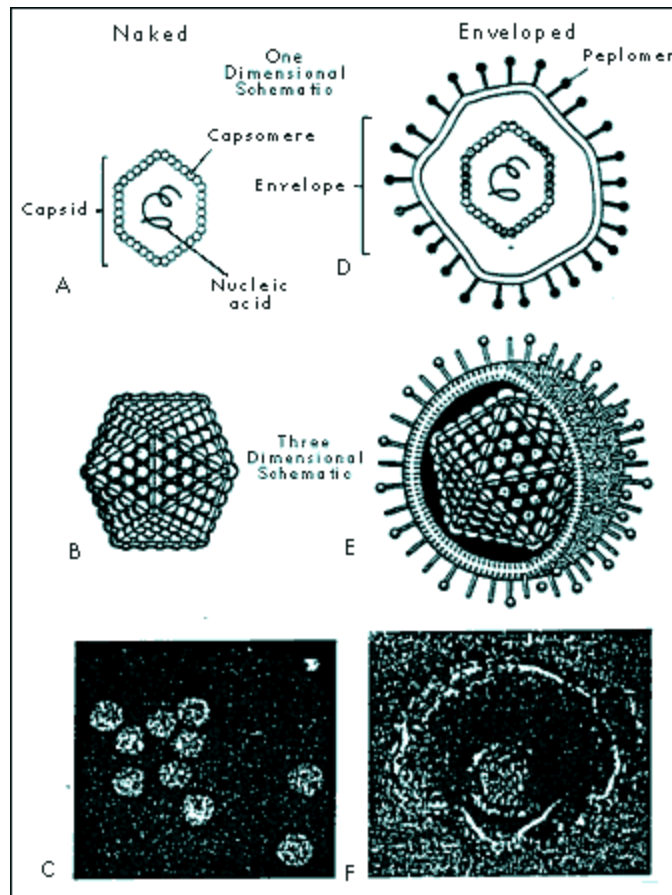 Naked
Enveloped
One
Dimensional
Schematic
Peplomer
Capsomere
Envelope
Capsid
Nucleic
acid
A
D
Three
Dimensional
Schematic
B
E
C
F